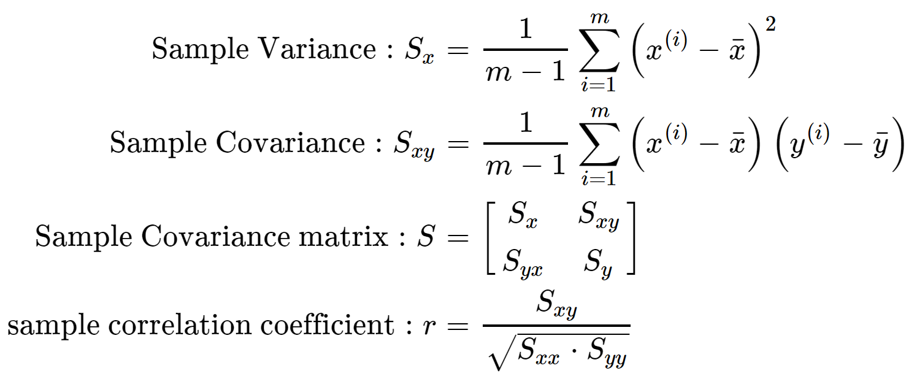 Sample Variance : S_x = \frac{1}{m-1} \sum_{i=1}^{m} \left( x^{(i)} - \bar{x} \right)^2
Sample Covariance : S_{xy} = \frac{1}{m-1} \sum_{i=1}^{m} \left( x^{(i)} - \bar{x} \right) \left( y^{(i)} - \bar{y} \right)
Sample Covariance matrix : S = \begin{bmatrix} S_x & S_{xy} \\ S_{yx} & S_y \end{bmatrix}
sample correlation coefficient : r = \frac{S_{xy}}{\sqrt{S_{xx} \cdot S_{yy}}}